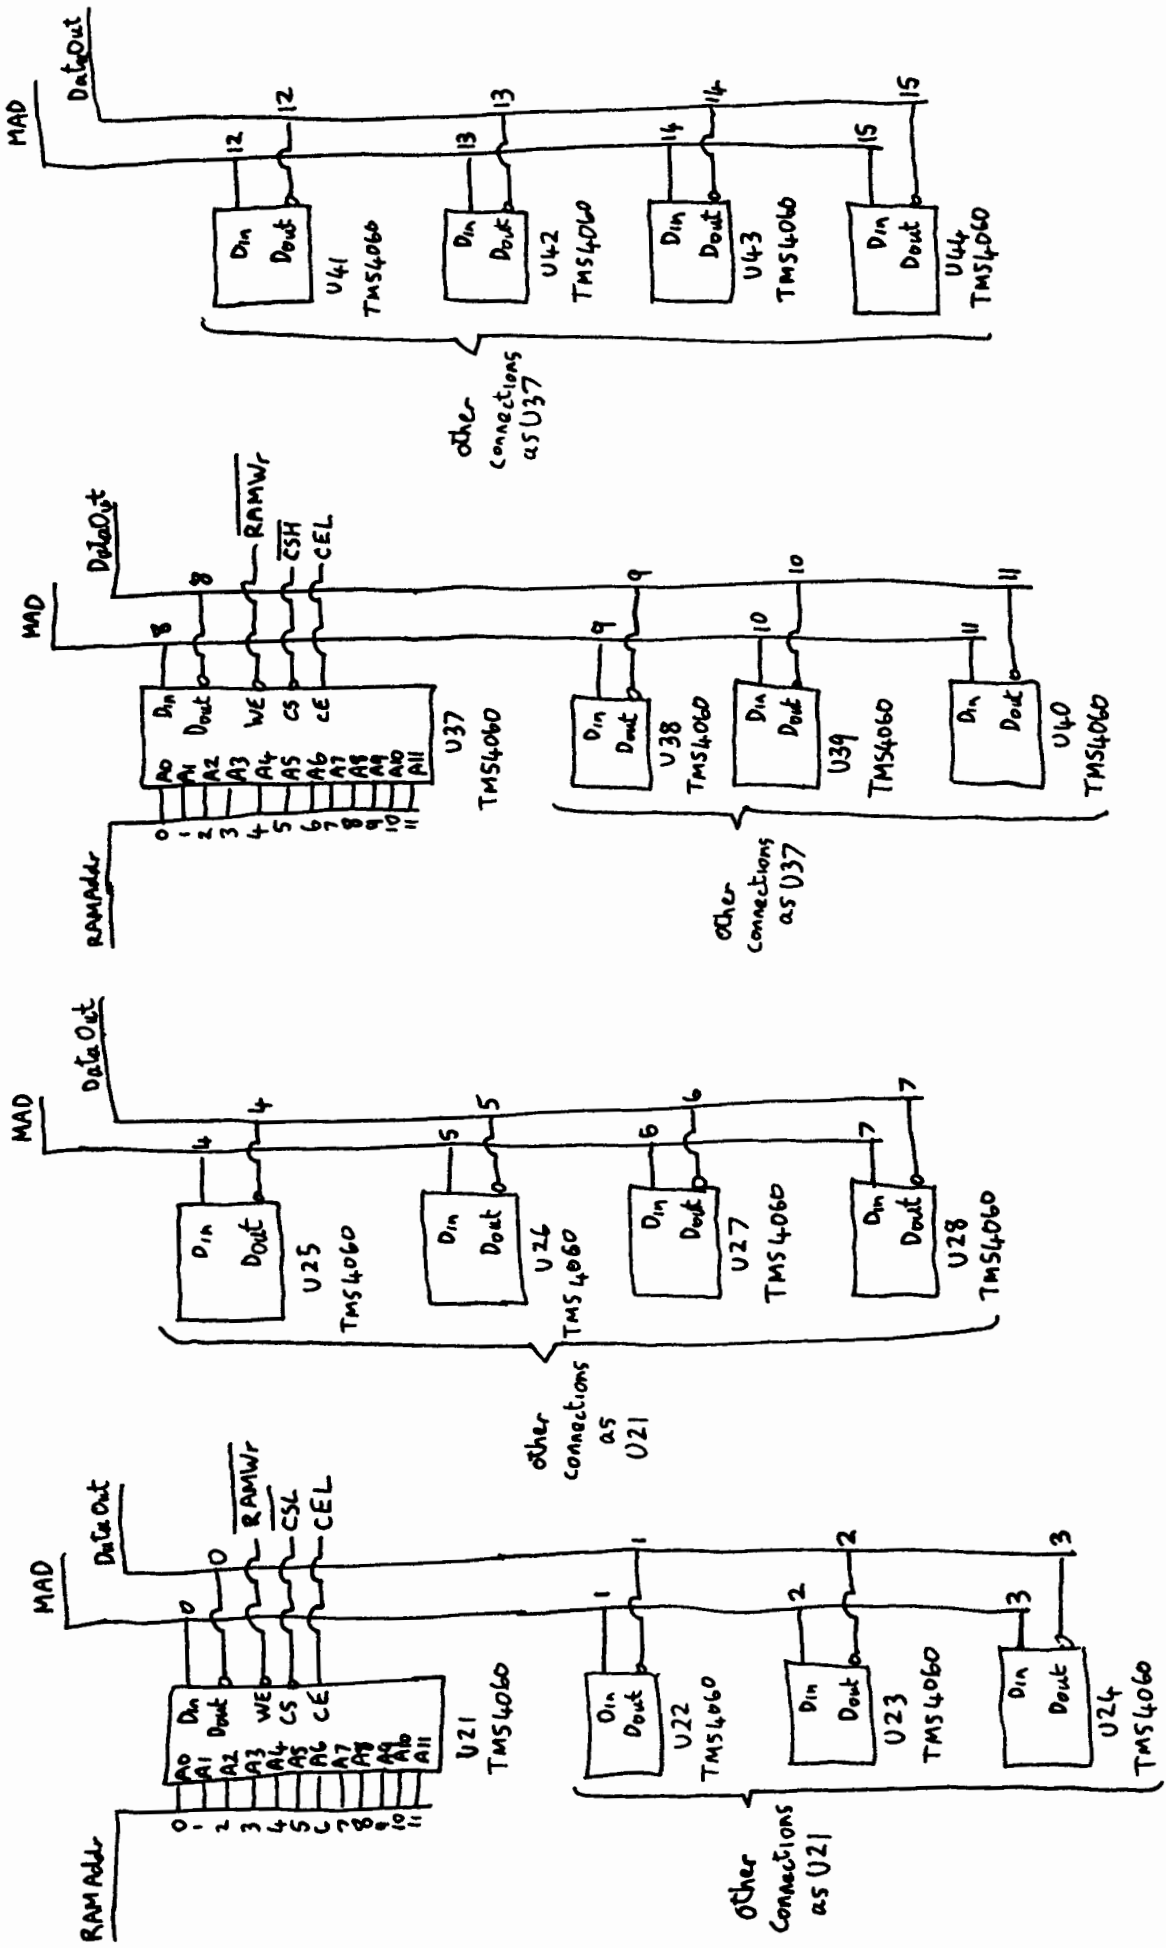 RAMAddr
MAD
DataOut
0
1
2
3
4
5
6
7
8
9
10
11
A0
A1
A2
A3
A4
A5
A6
A7
A8
A9
A10
A11
Din
Dout
WE
CS
CE
0
0
RAMWr
CSL
CEL
U21
TMS4060
1
1
Din
Dout
U22
TMS4060
2
2
Din
Dout
U23
TMS4060
3
3
Din
Dout
U24
TMS4060
other
connections
as U21
MAD
DataOut
4
4
Din
Dout
U25
TMS4060
5
5
Din
Dout
U26
TMS4060
6
6
Din
Dout
U27
TMS4060
7
7
Din
Dout
U28
TMS4060
other
connections
as
U21
RAMAddr
MAD
DataOut
0
1
2
3
4
5
6
7
8
9
10
11
A0
A1
A2
A3
A4
A5
A6
A7
A8
A9
A10
A11
Din
Dout
WE
CS
CE
8
8
RAMWr
CSH
CEL
U37
TMS4060
9
9
Din
Dout
U38
TMS4060
10
10
Din
Dout
U39
TMS4060
11
11
Din
Dout
U40
TMS4060
other
connections
as U37
MAD
DataOut
12
12
Din
Dout
U41
TMS4060
13
13
Din
Dout
U42
TMS4060
14
14
Din
Dout
U43
TMS4060
15
15
Din
Dout
U44
TMS4060
other
connections
as U37